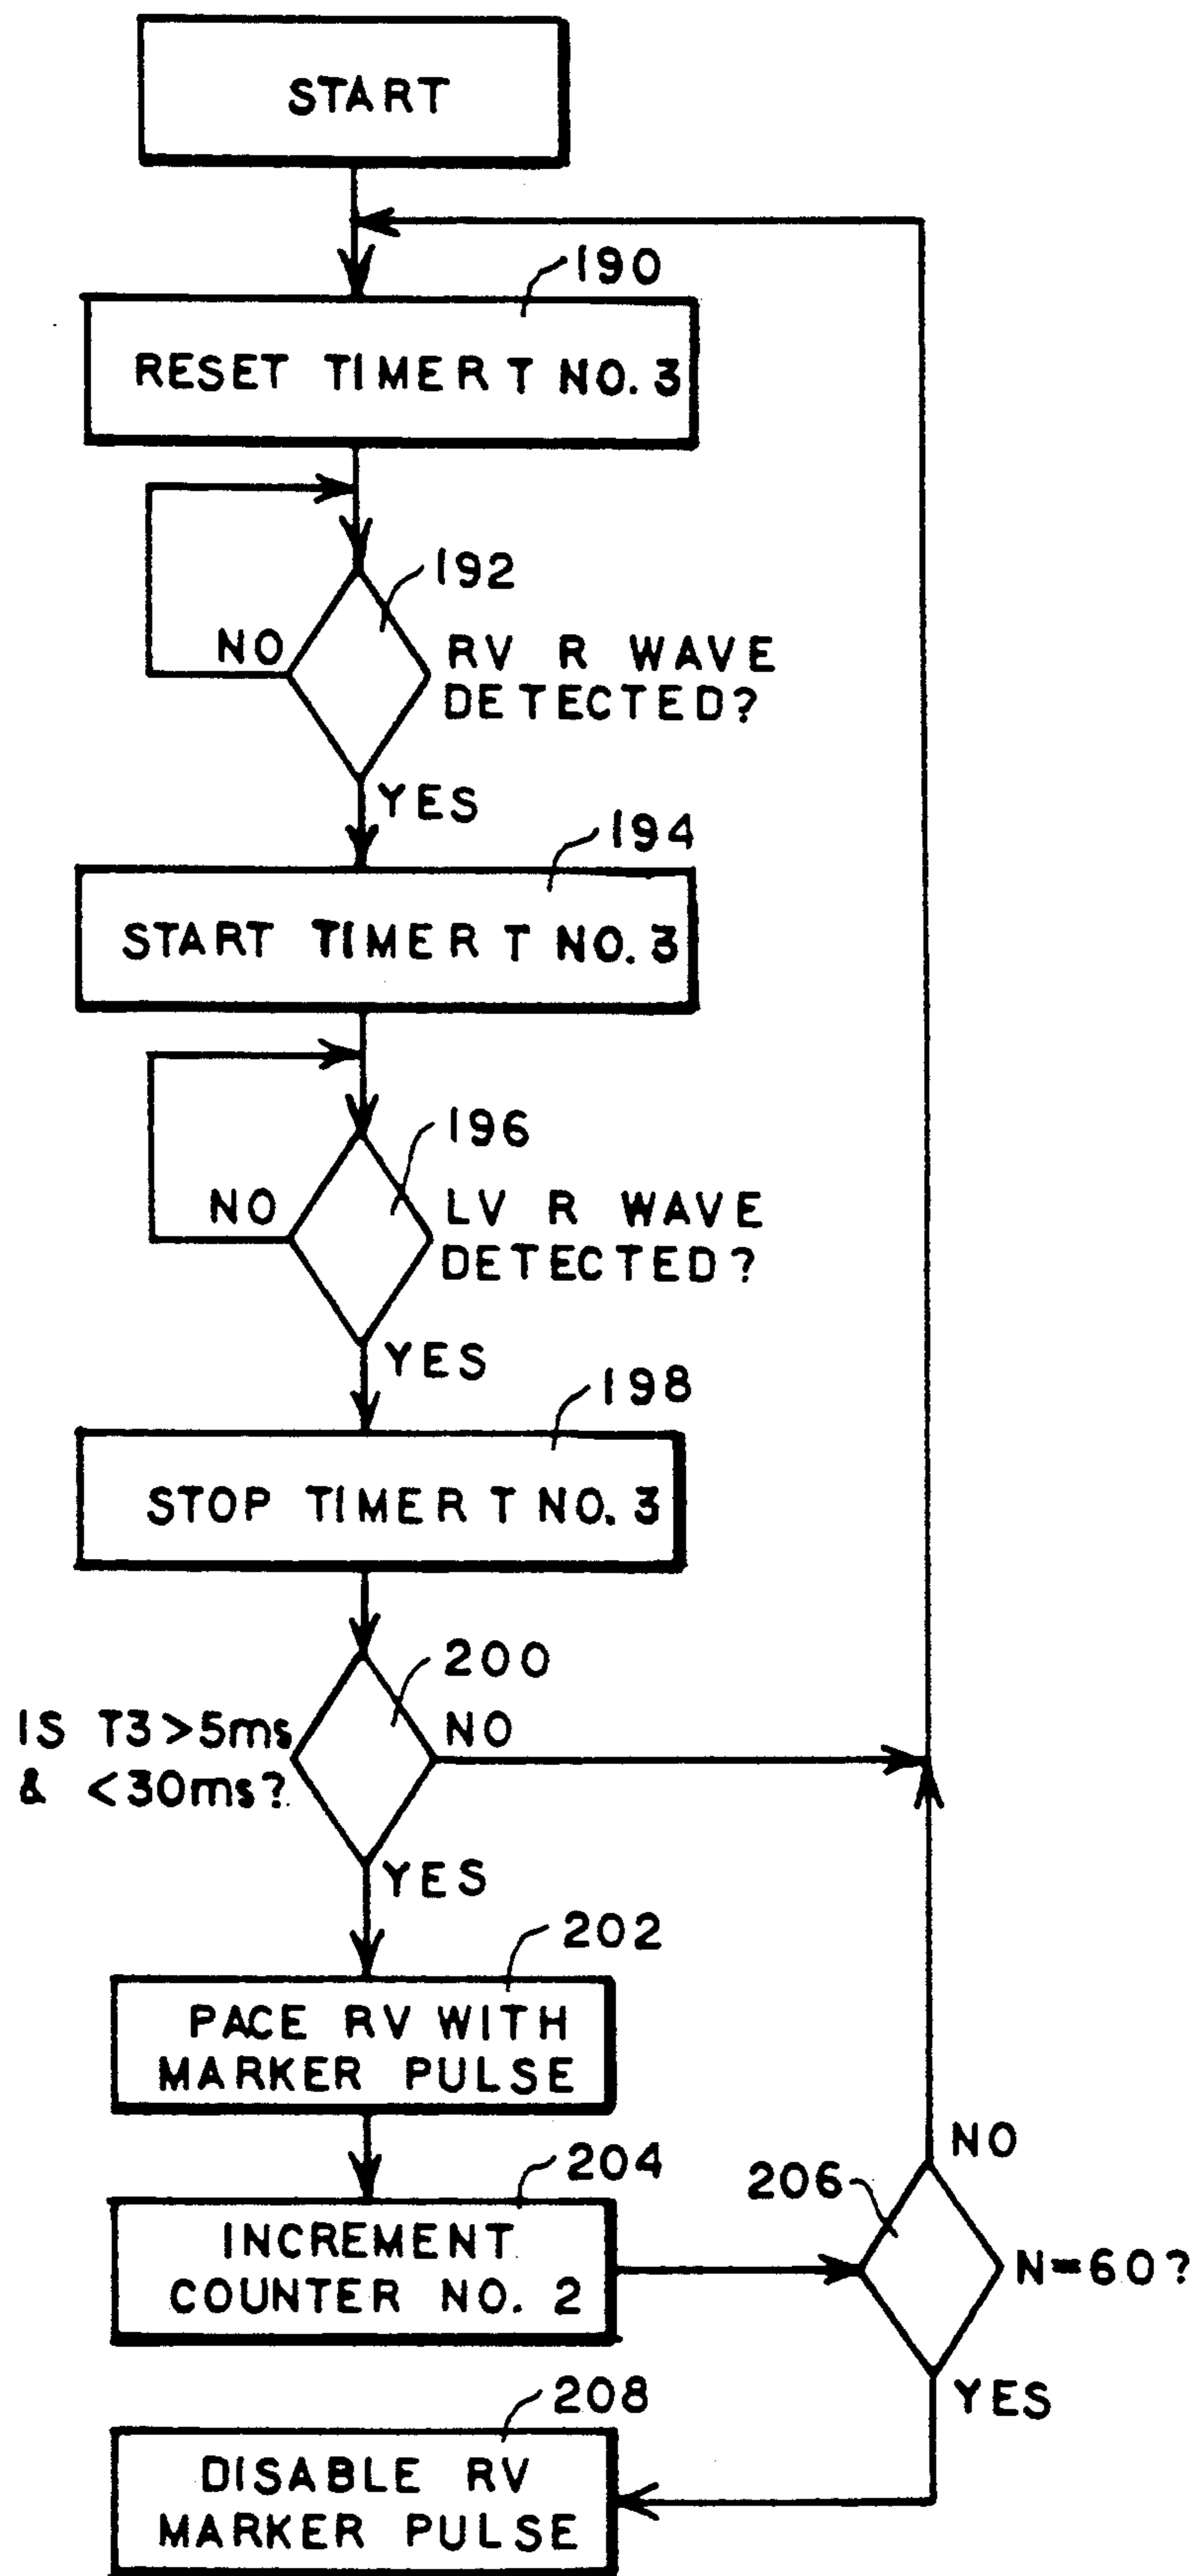 START
190
RESET TIMER T NO. 3
192
NO
RV R WAVE
DETECTED?
YES
194
START TIMER T NO. 3
196
NO
LV R WAVE
DETECTED?
YES
198
STOP TIMER T NO. 3
200
IS T3>5ms
& <30ms?
NO
YES
202
PACE RV WITH
MARKER PULSE
204
INCREMENT
COUNTER NO. 2
206
NO
N=60?
YES
208
DISABLE RV
MARKER PULSE